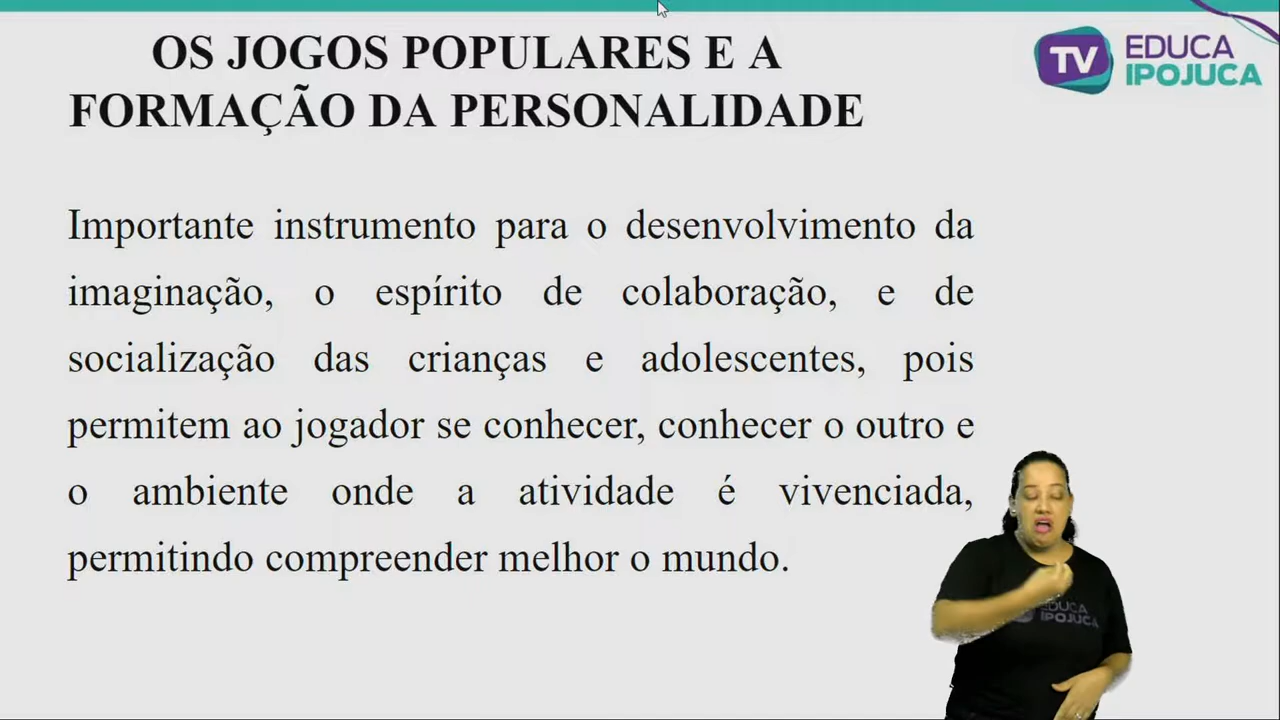 OS JOGOS POPULARES E A
FORMAÇÃO DA PERSONALIDADE
TV EDUCA
IPOJUCA
Importante instrumento para o desenvolvimento da
imaginação, o espírito de colaboração, e de
socialização das crianças e adolescentes, pois
permitem ao jogador se conhecer, conhecer o outro e
o ambiente onde a atividade é vivenciada,
permitindo compreender melhor o mundo.
EDUCA
IPOJUCA